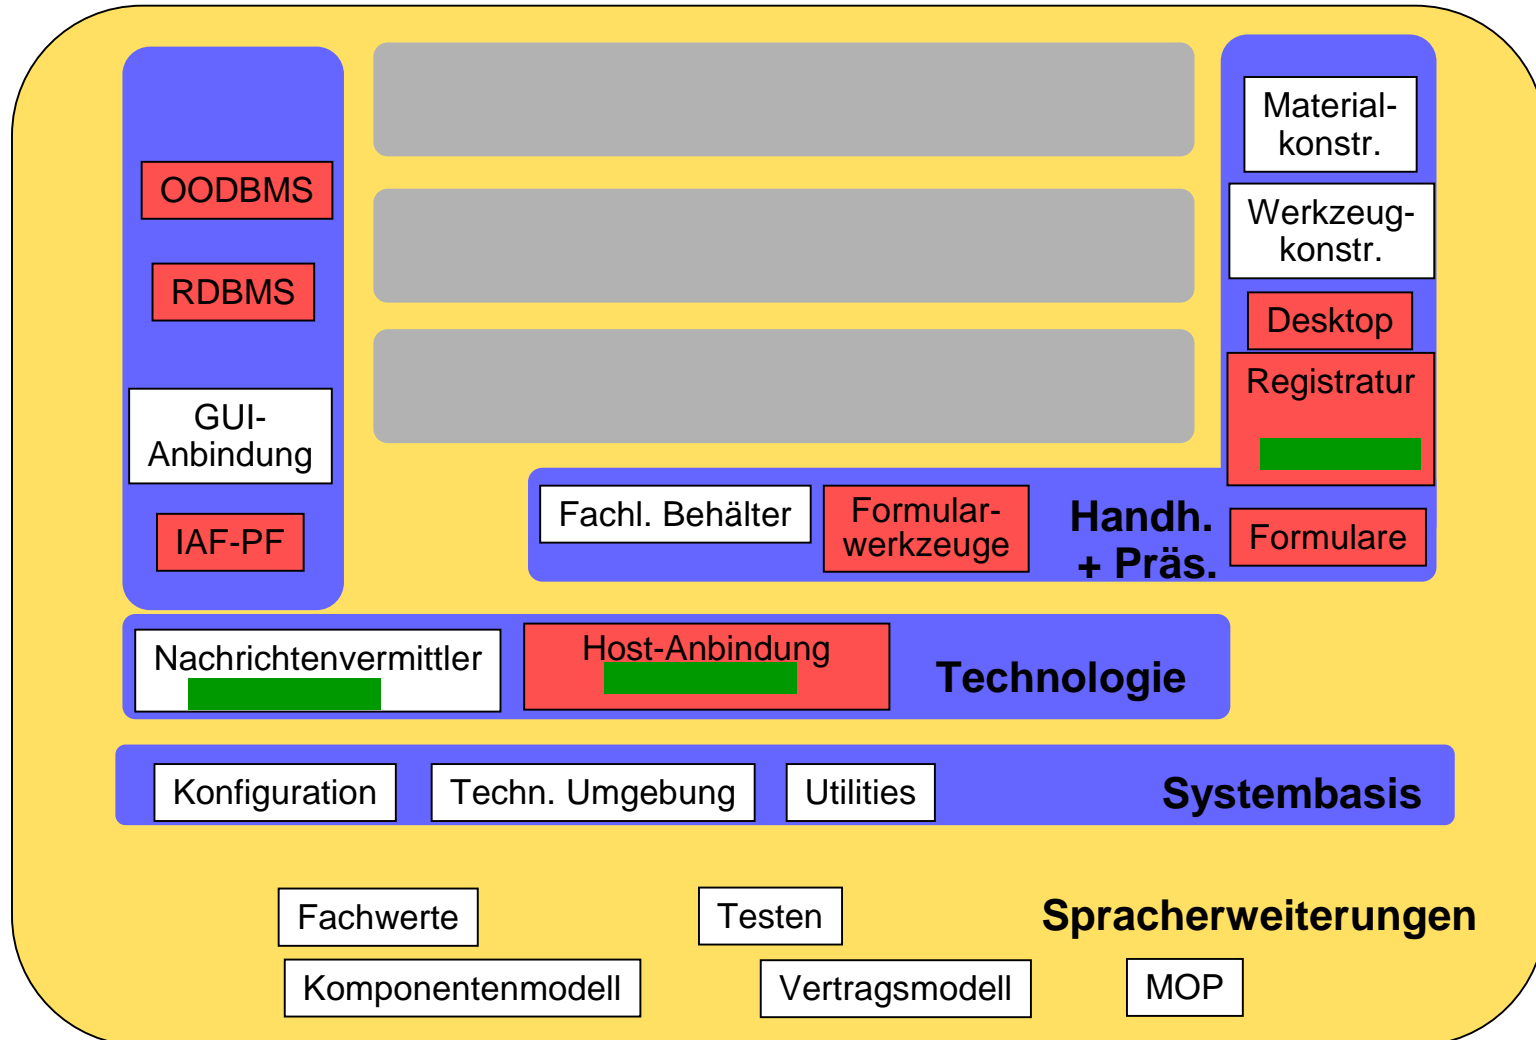 Material-
konstr.
OODBMS
Werkzeug-
konstr.
RDBMS
Desktop
Registratur
GUI-
Anbindung
Fachl. Behälter
Formular-
werkzeuge
Handh.
+ Präs.
Formulare
IAF-PF
Nachrichtenvermittler
Host-Anbindung
Technologie
Konfiguration
Techn. Umgebung
Utilities
Systembasis
Fachwerte
Testen
Spracherweiterungen
Komponentenmodell
Vertragsmodell
MOP